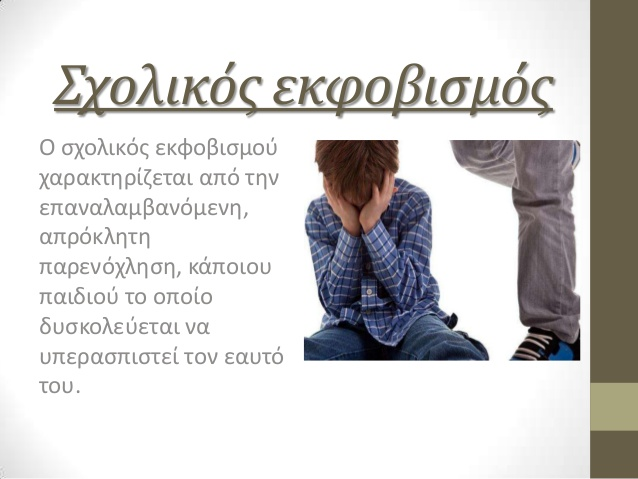 Σχολικός εκφοβισμός
Ο σχολικός εκφοβισμού
χαρακτηρίζεται από την
επαναλαμβανόμενη,
απρόκλητη
παρενόχληση, κάποιου
παιδιού το οποίο
δυσκολεύεται να
υπερασπιστεί τον εαυτό
του.